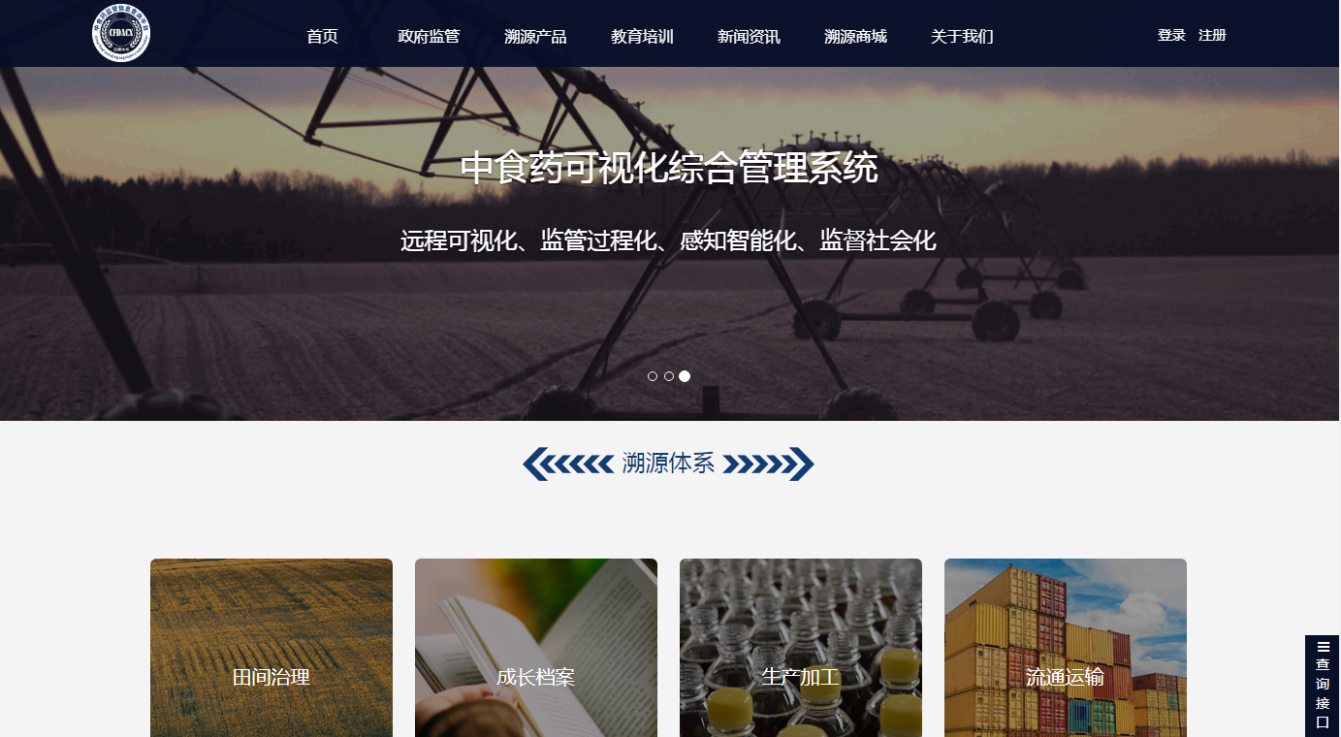 CFDACX
首页 政府监管 溯源产品 教育培训 新闻资讯 溯源商城 关于我们 登录 注册
中食药可视化综合管理系统
远程可视化、监管过程化、感知智能化、监督社会化
溯源体系
田间治理 成长档案 生产加工 流通运输
查
询
接
口